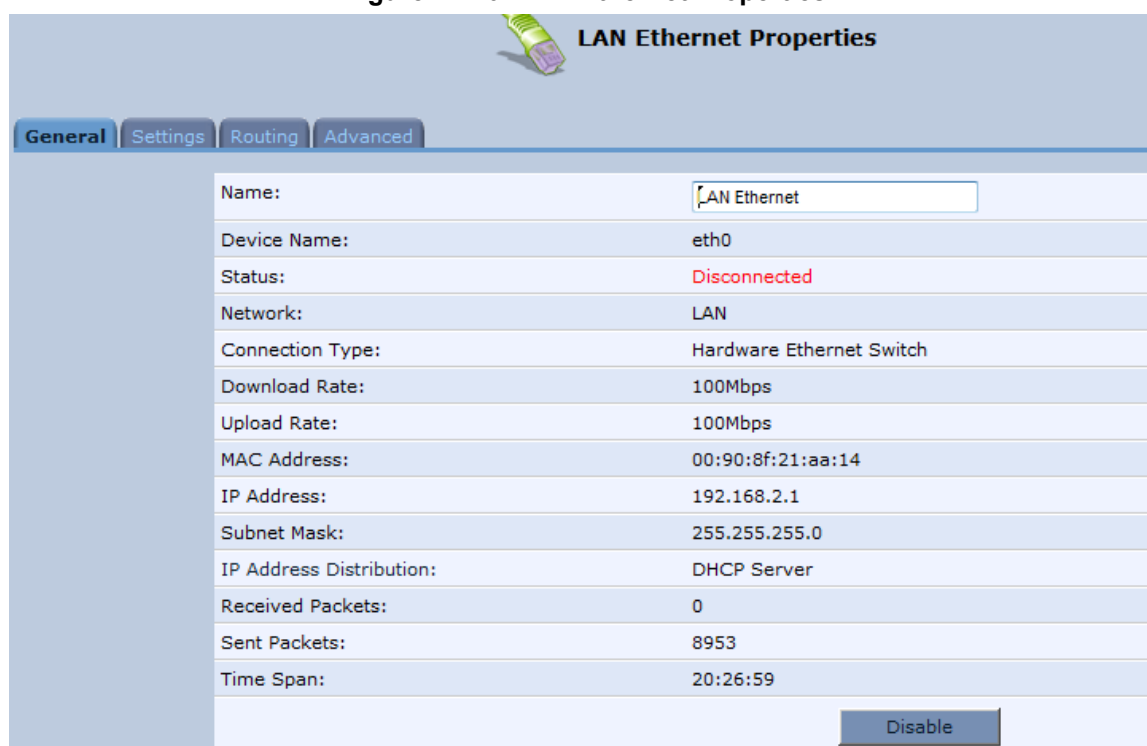 LAN Ethernet Properties
General Settings Routing Advanced
Name: LAN Ethernet
Device Name: eth0
Status: Disconnected
Network: LAN
Connection Type: Hardware Ethernet Switch
Download Rate: 100Mbps
Upload Rate: 100Mbps
MAC Address: 00:90:8f:21:aa:14
IP Address: 192.168.2.1
Subnet Mask: 255.255.255.0
IP Address Distribution: DHCP Server
Received Packets: 0
Sent Packets: 8953
Time Span: 20:26:59
Disable